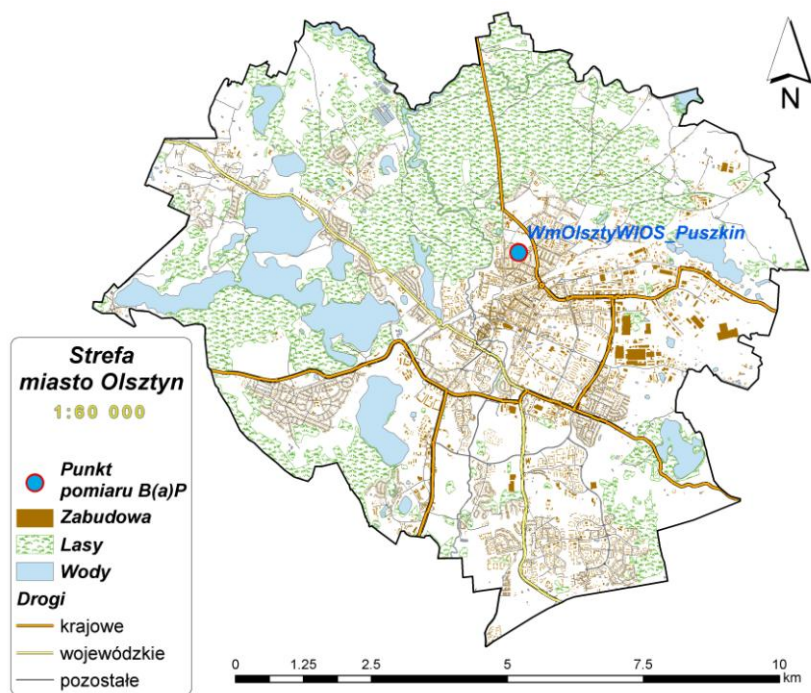 N
WmOlsztyWIOS_Puszkin
Strefa
miasto Olsztyn
1:60 000
Punkt
pomiaru B(a)P
Zabudowa
Lasy
Wody
Drogi
krajowe
wojewódzkie
pozostałe
0 1.25 2.5 5 7.5 10
km